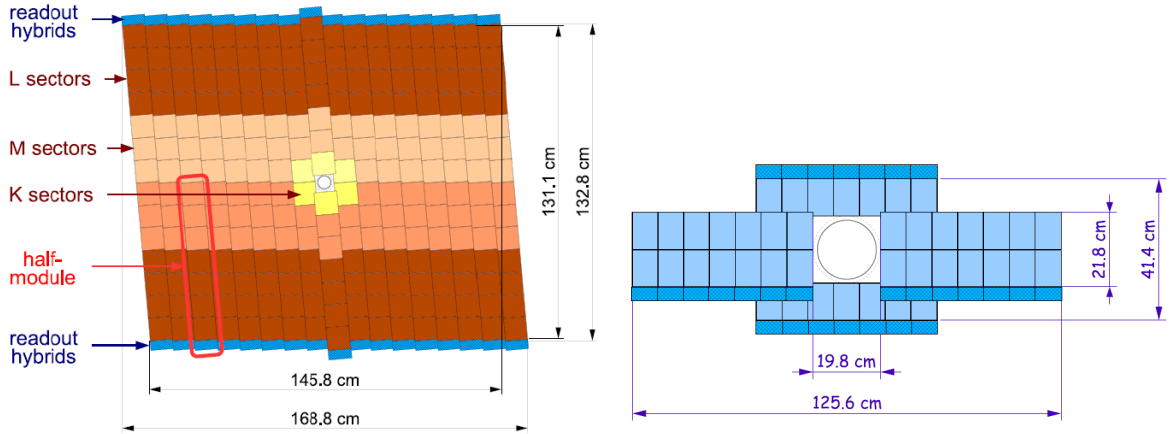 readout
hybrids
L sectors
M sectors
K sectors
half-
module
readout
hybrids
131.1 cm
132.8 cm
145.8 cm
168.8 cm
21.8 cm
41.4 cm
19.8 cm
125.6 cm